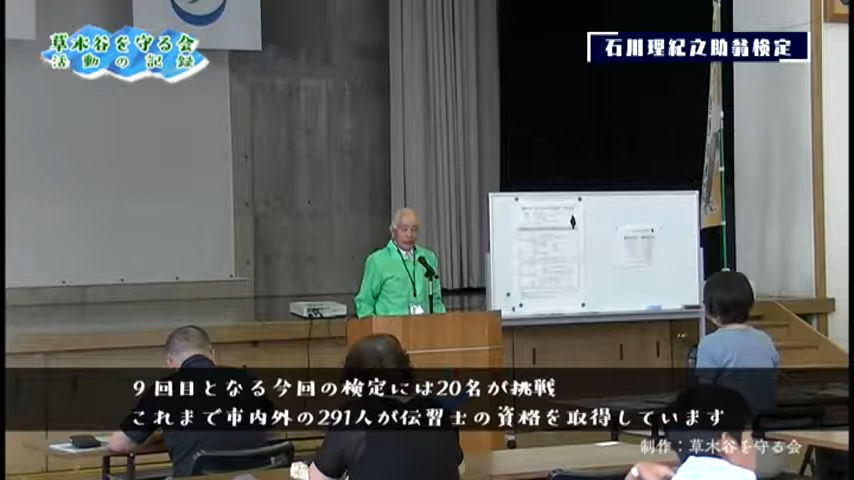 草木谷を守る会
活動の記録
石川理紀之助翁検定
9回目となる今回の検定には20名が挑戦
これまで市内外の291人が伝習士の資格を取得しています
制作：草木谷を守る会